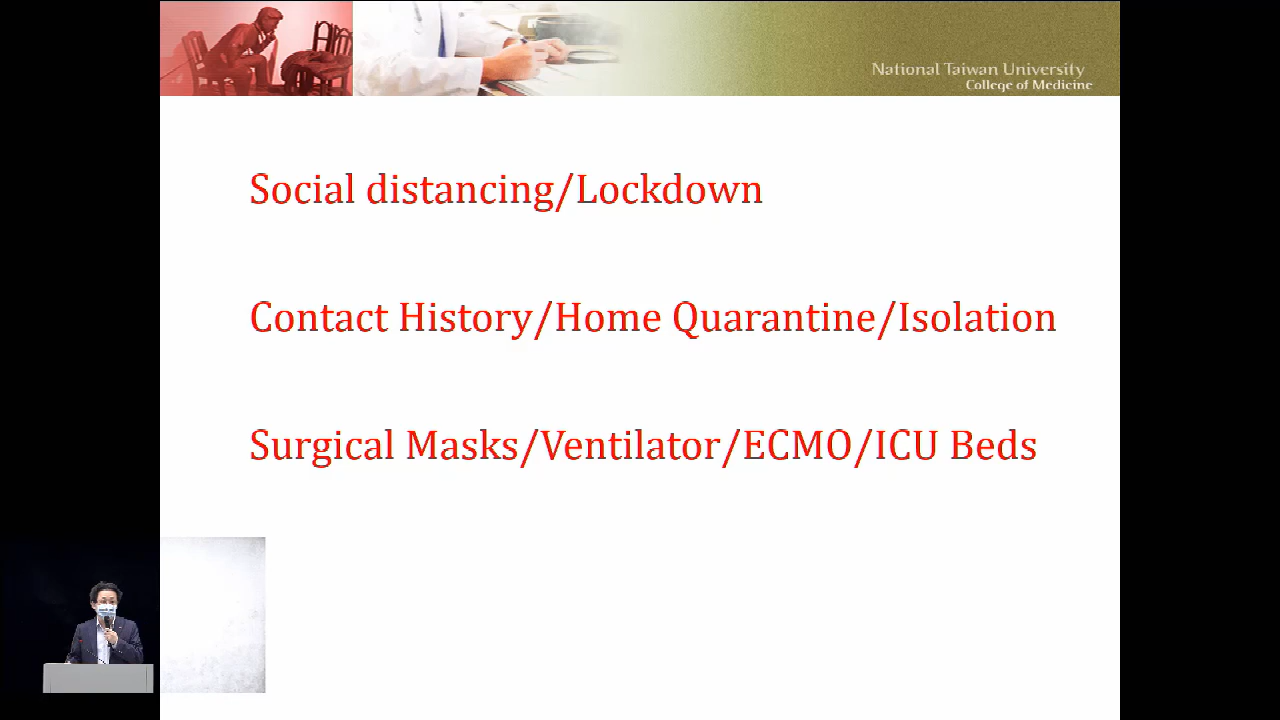 National Taiwan University
College of Medicine
Social distancing/Lockdown
Contact History/Home Quarantine/Isolation
Surgical Masks/Ventilator/ECMO/ICU Beds